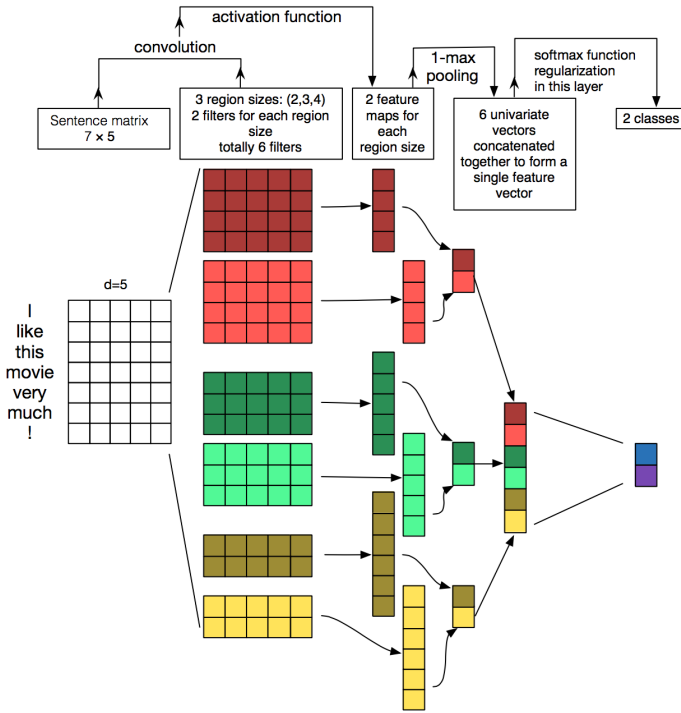 activation function
convolution
1-max
pooling
softmax function
regularization
in this layer
Sentence matrix
7 × 5
3 region sizes: (2,3,4)
2 filters for each region
size
totally 6 filters
2 feature
maps for
each
region size
6 univariate
vectors
concatenated
together to form a
single feature
vector
2 classes
d=5
I
like
this
movie
very
much
!